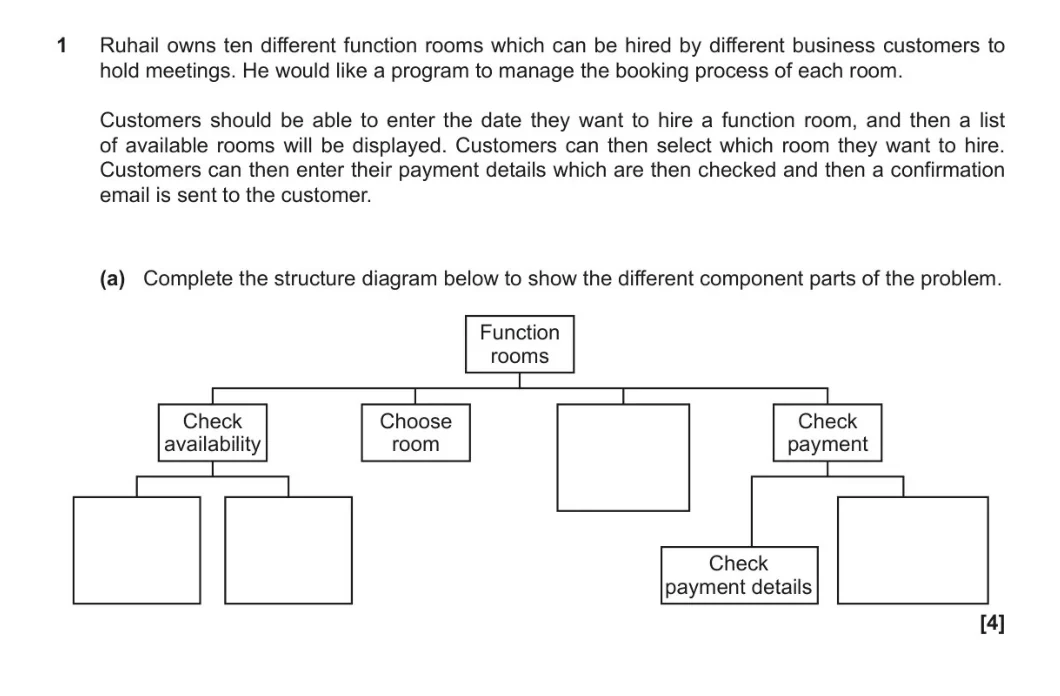 1 Ruhail owns ten different function rooms which can be hired by different business customers to
hold meetings. He would like a program to manage the booking process of each room.
Customers should be able to enter the date they want to hire a function room, and then a list
of available rooms will be displayed. Customers can then select which room they want to hire.
Customers can then enter their payment details which are then checked and then a confirmation
email is sent to the customer.
(a) Complete the structure diagram below to show the different component parts of the problem.
Function
rooms
Check
availability
Choose
room
Check
payment
Check
payment details
[4]